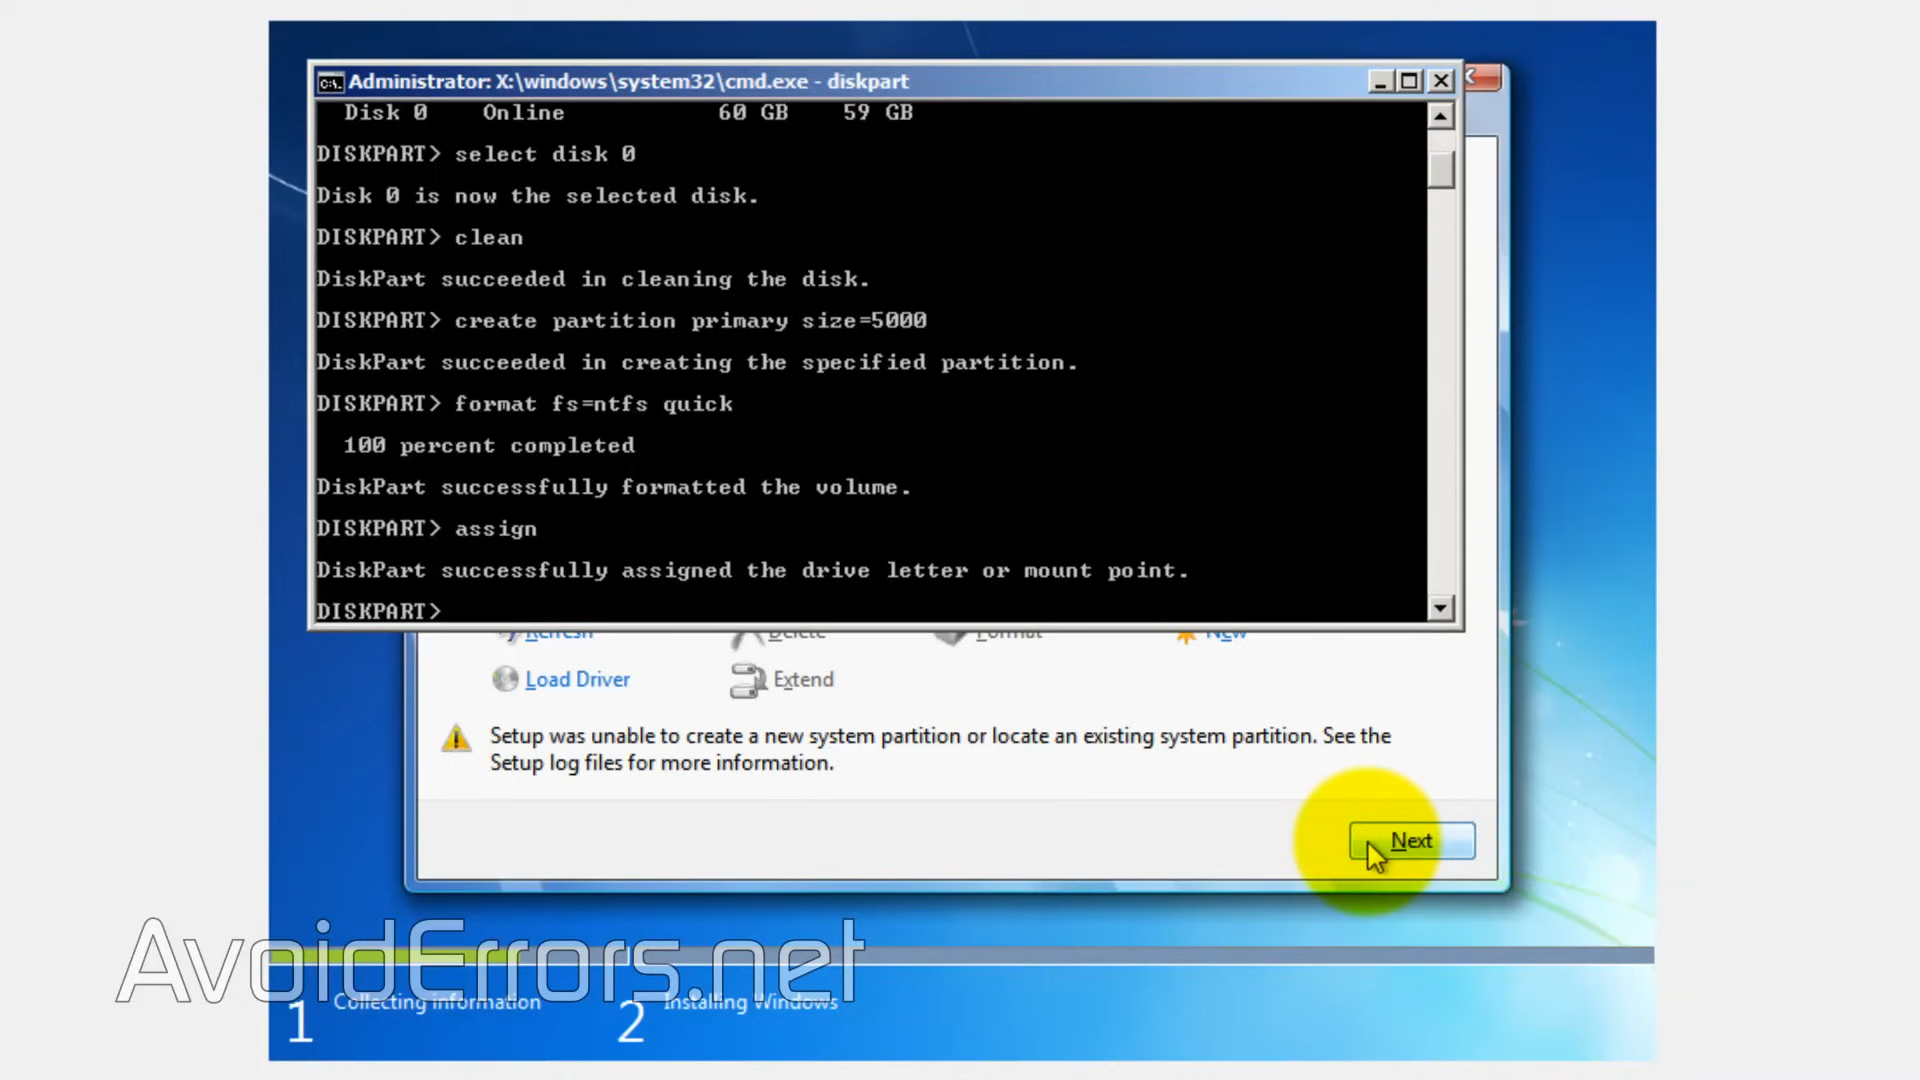 Administrator: X:\windows\system32\cmd.exe - diskpart
Disk 0 Online 60 GB 59 GB
DISKPART> select disk 0
Disk 0 is now the selected disk.
DISKPART> clean
DiskPart succeeded in cleaning the disk.
DISKPART> create partition primary size=5000
DiskPart succeeded in creating the specified partition.
DISKPART> format fs=ntfs quick
100 percent completed
DiskPart successfully formatted the volume.
DISKPART> assign
DiskPart successfully assigned the drive letter or mount point.
DISKPART>
Refresh Delete Format New
Load Driver Extend
Setup was unable to create a new system partition or locate an existing system partition. See the
Setup log files for more information.
Next
AvoidErrors.net
1 Collecting information 2 Installing Windows